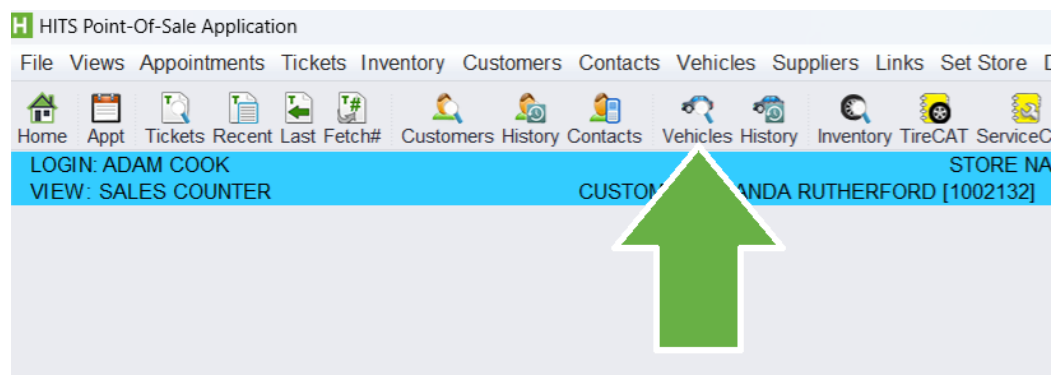 H HITS Point-Of-Sale Application
File Views Appointments Tickets Inventory Customers Contacts Vehicles Suppliers Links Set Store
Home Appt Tickets Recent Last Fetch# Customers History Contacts Vehicles History Inventory TireCAT
LOGIN: ADAM COOK STORE
VIEW: SALES COUNTER RUTHERFORD [1002132]